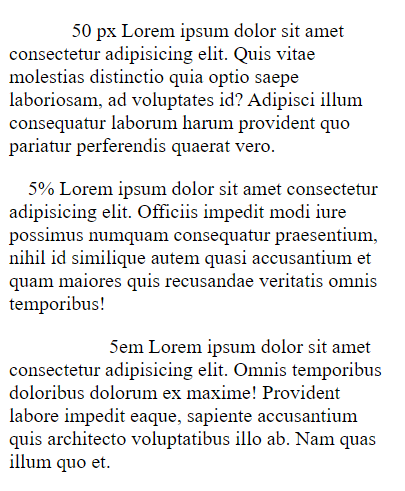 50 px Lorem ipsum dolor sit amet
consectetur adipisicing elit. Quis vitae
molestias distinctio quia optio saepe
laboriosam, ad voluptates id? Adipisci illum
consequatur laborum harum provident quo
pariatur perferendis quaerat vero.
5% Lorem ipsum dolor sit amet consectetur
adipisicing elit. Officiis impedit modi iure
possimus numquam consequatur praesentium,
nihil id similique autem quasi accusantium et
quam maiores quis recusandae veritatis omnis
temporibus!
5em Lorem ipsum dolor sit amet
consectetur adipisicing elit. Omnis temporibus
doloribus dolorum ex maxime! Provident
labore impedit eaque, sapiente accusantium
quis architecto voluptatibus illo ab. Nam quas
illum quo et.